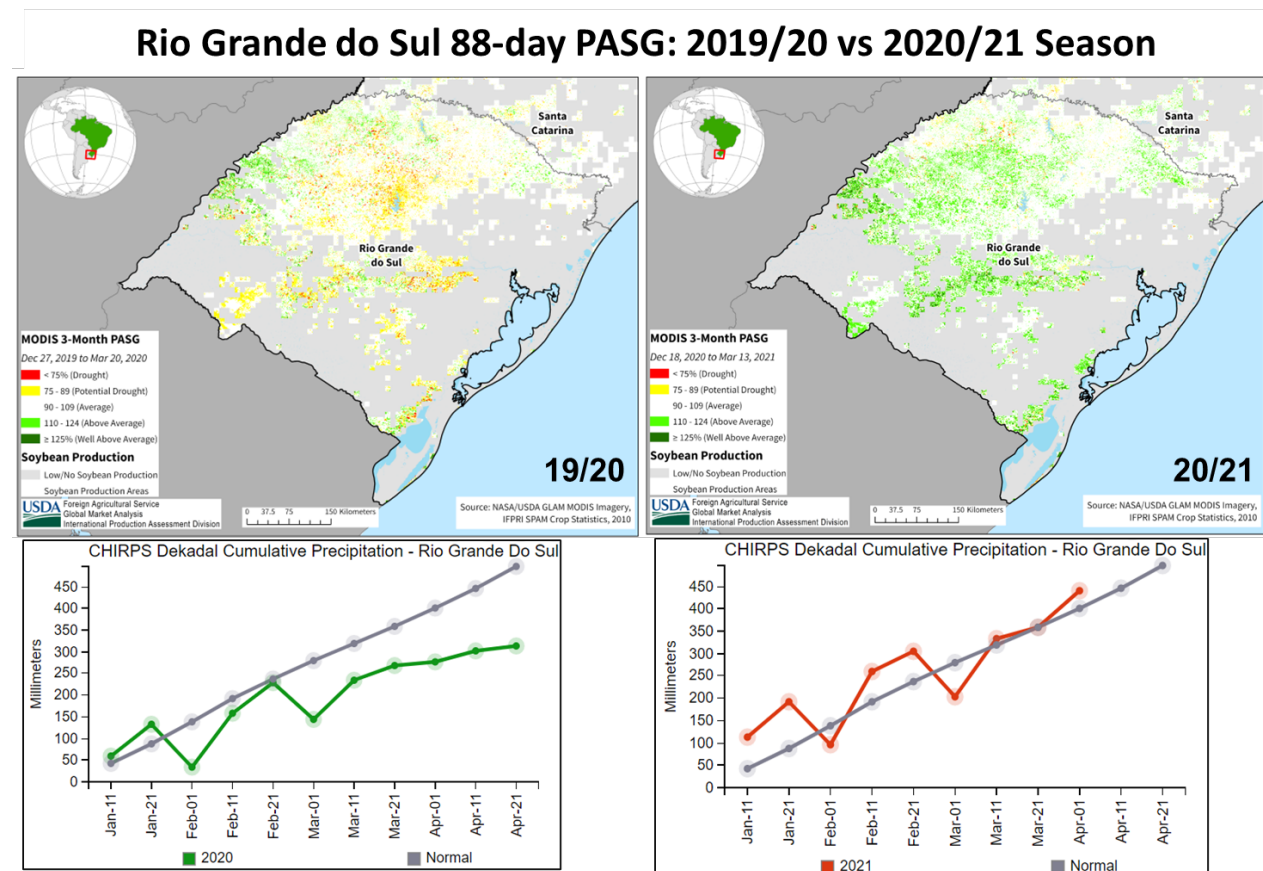 Rio Grande do Sul 88-day PASG: 2019/20 vs 2020/21 Season
Santa
Catarina
Rio Grande
do Sul
MODIS 3-Month PASG
Dec 27, 2019 to Mar 20, 2020
< 75% (Drought)
75 - 89 (Potential Drought)
90 - 109 (Average)
110 - 124 (Above Average)
≥ 125% (Well Above Average)
Soybean Production
Low/No Soybean Production
Soybean Production Areas
USDA
Foreign Agricultural Service
Global Market Analysis
International Production Assessment Division
0 37.5 75 150 Kilometers
19/20
Source: NASA/USDA GLAM MODIS Imagery,
IFPRI SPAM Crop Statistics, 2010
Santa
Catarina
Rio Grande
do Sul
MODIS 3-Month PASG
Dec 18, 2020 to Mar 13, 2021
< 75% (Drought)
75 - 89 (Potential Drought)
90 - 109 (Average)
110 - 124 (Above Average)
≥ 125% (Well Above Average)
Soybean Production
Low/No Soybean Production
Soybean Production Areas
USDA
Foreign Agricultural Service
Global Market Analysis
International Production Assessment Division
0 37.5 75 150 Kilometers
20/21
Source: NASA/USDA GLAM MODIS Imagery,
IFPRI SPAM Crop Statistics, 2010
CHIRPS Dekadal Cumulative Precipitation - Rio Grande Do Sul
Millimeters
450
400
350
300
250
200
150
100
50
0
Jan-11
Jan-21
Feb-01
Feb-11
Feb-21
Mar-01
Mar-11
Mar-21
Apr-01
Apr-11
Apr-21
2020
Normal
CHIRPS Dekadal Cumulative Precipitation - Rio Grande Do Sul
Millimeters
450
400
350
300
250
200
150
100
50
0
Jan-11
Jan-21
Feb-01
Feb-11
Feb-21
Mar-01
Mar-11
Mar-21
Apr-01
Apr-11
Apr-21
2021
Normal